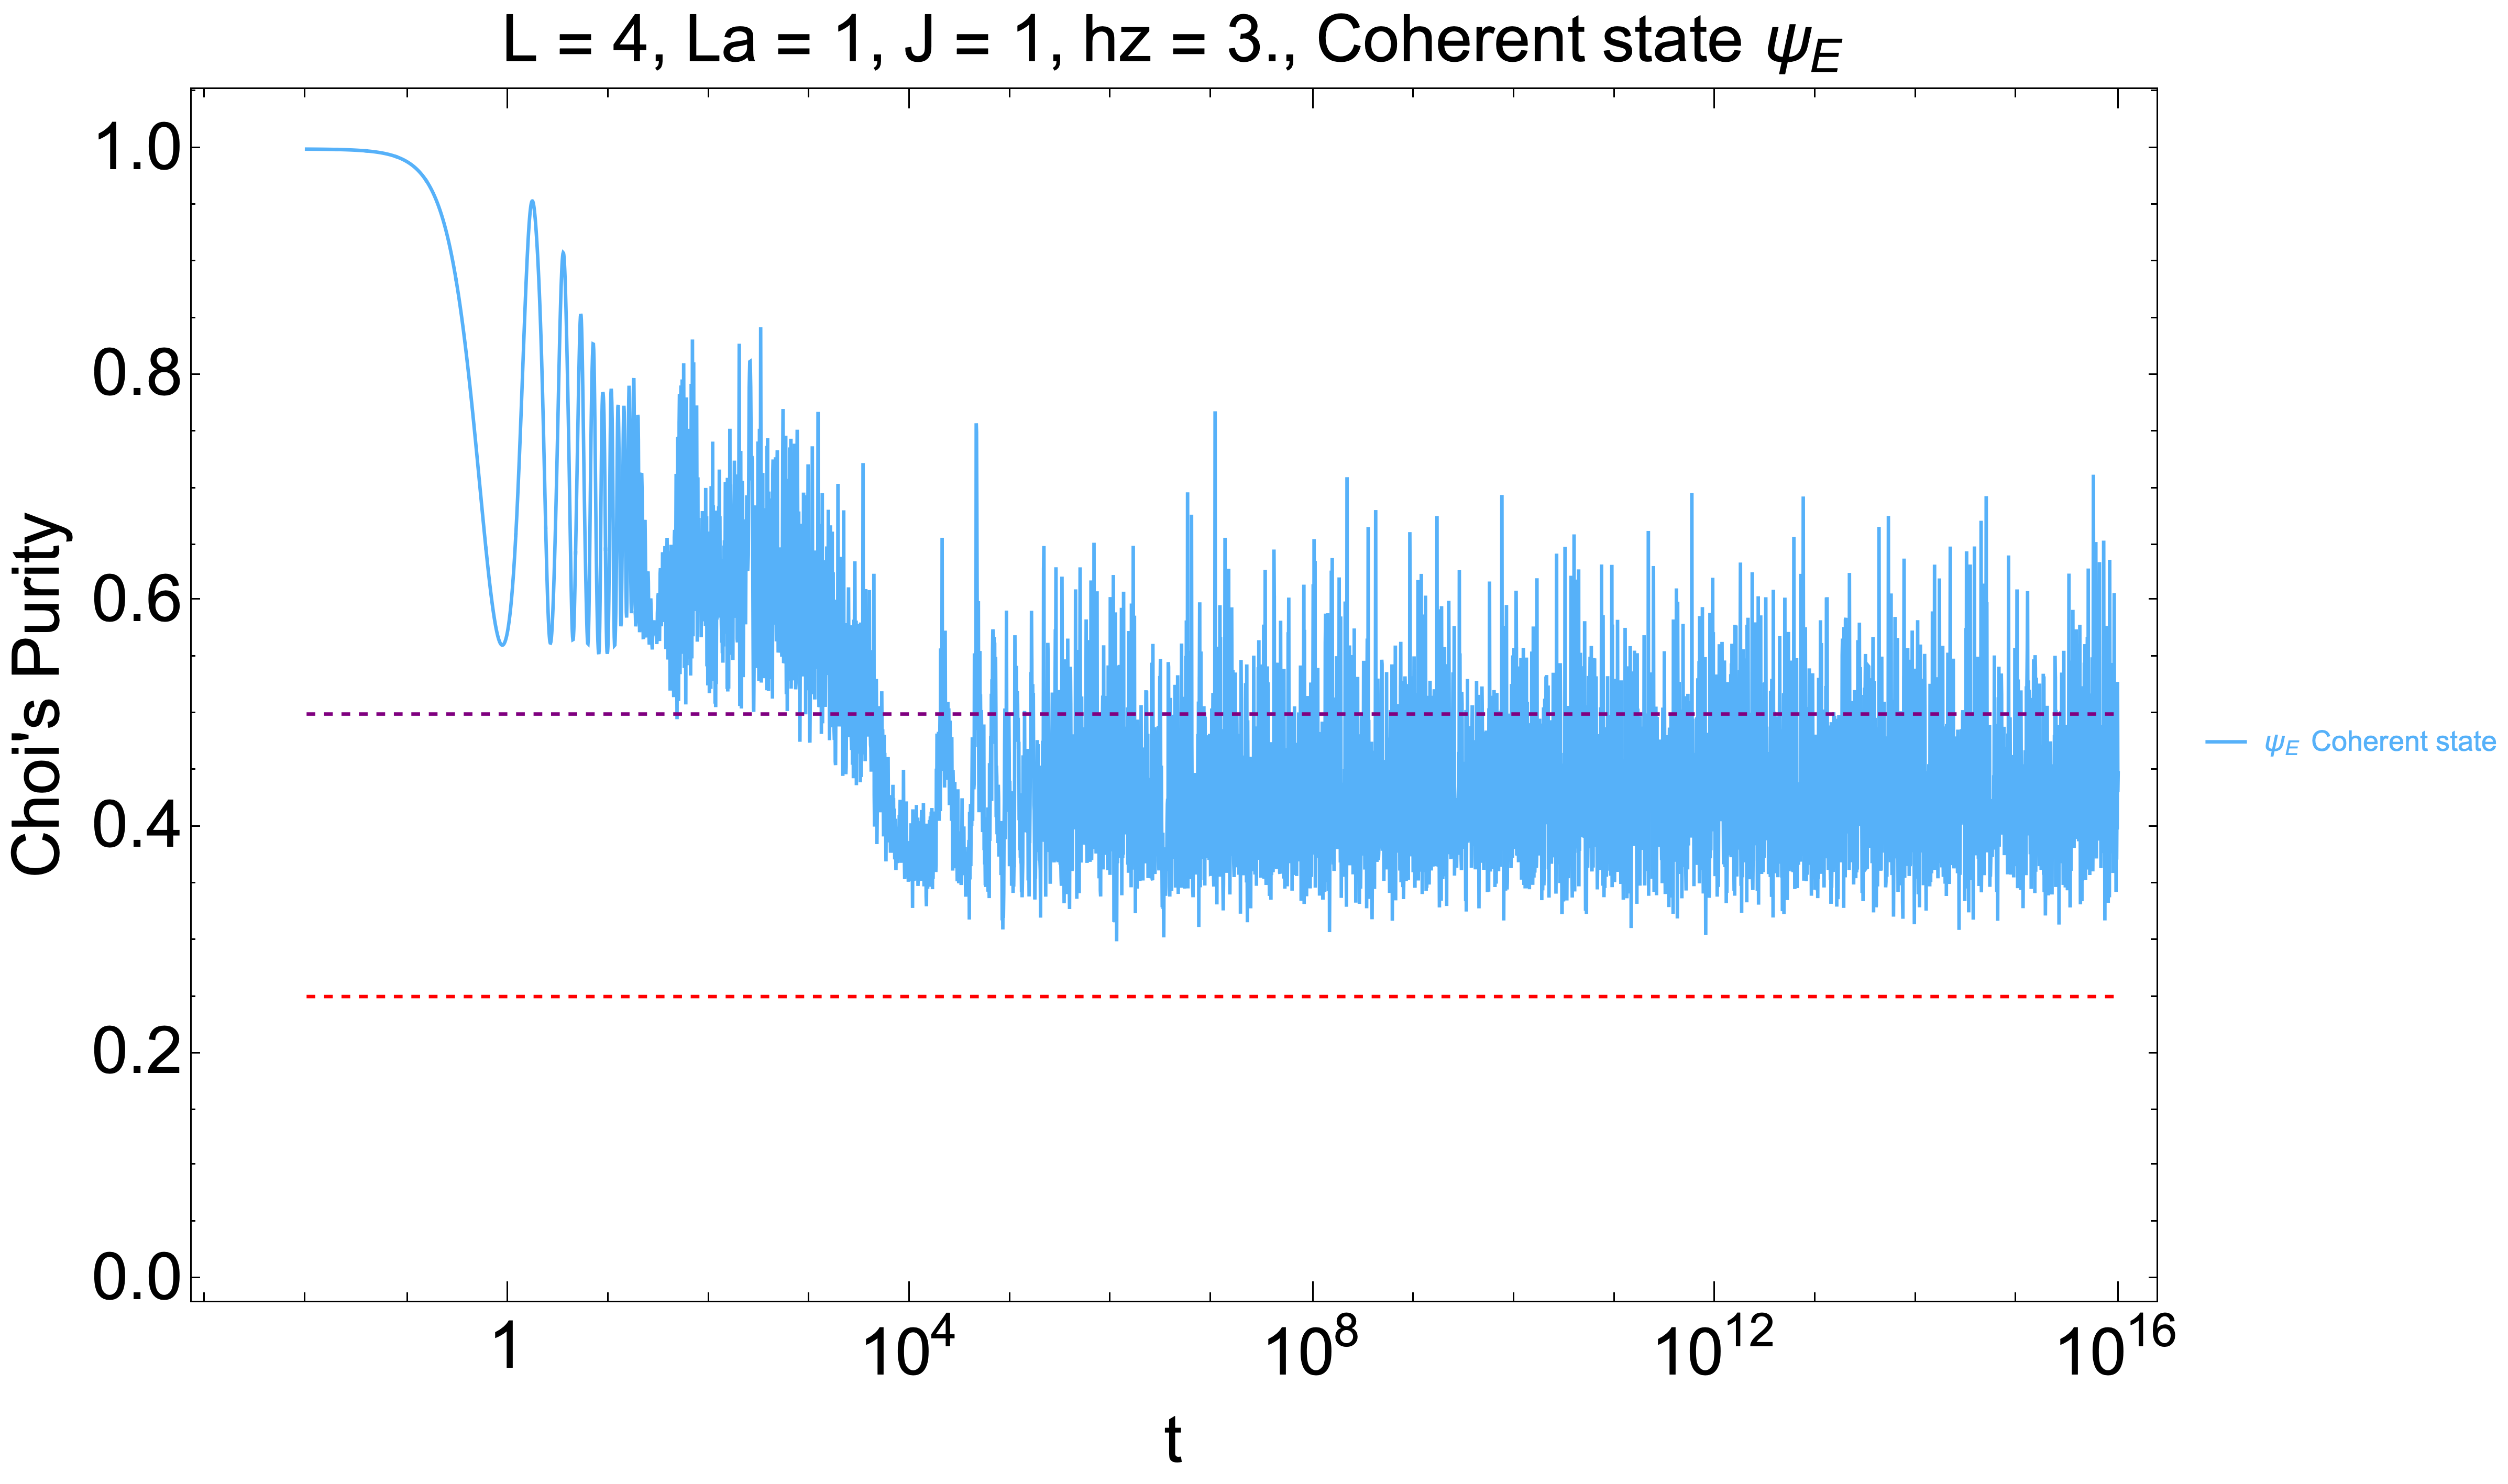 L = 4, La = 1, J = 1, hz = 3., Coherent state ψE
Choi's Purity
1.0
0.8
0.6
0.4
0.2
0.0
1
10^4
10^8
10^12
10^16
t
ψE Coherent state